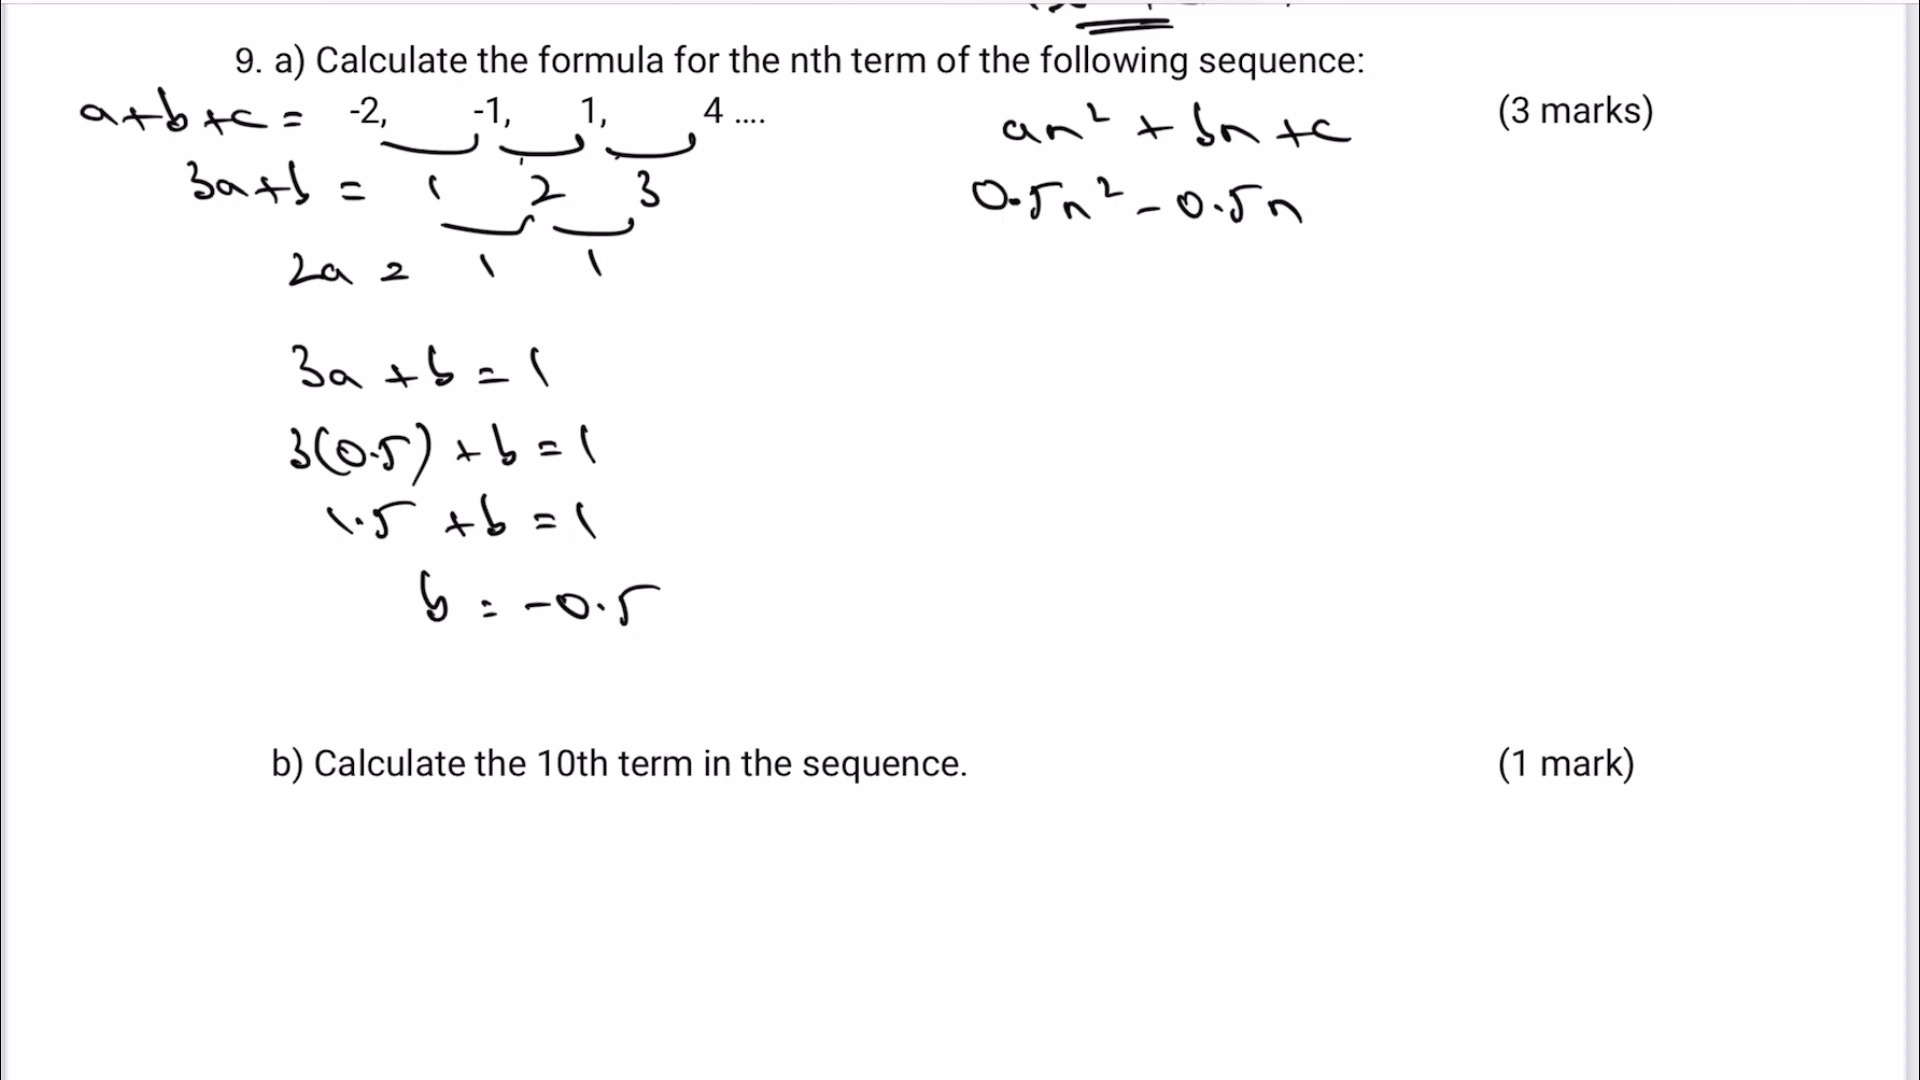 9. a) Calculate the formula for the nth term of the following sequence:
a+b+c = -2, -1, 1, 4 .... (3 marks)
an² + bn + c
3a+b = 1 2 3
0.5n² - 0.5n
2a = 1 1
3a + b = 1
3(0.5) + b = 1
1.5 + b = 1
b = -0.5
b) Calculate the 10th term in the sequence. (1 mark)